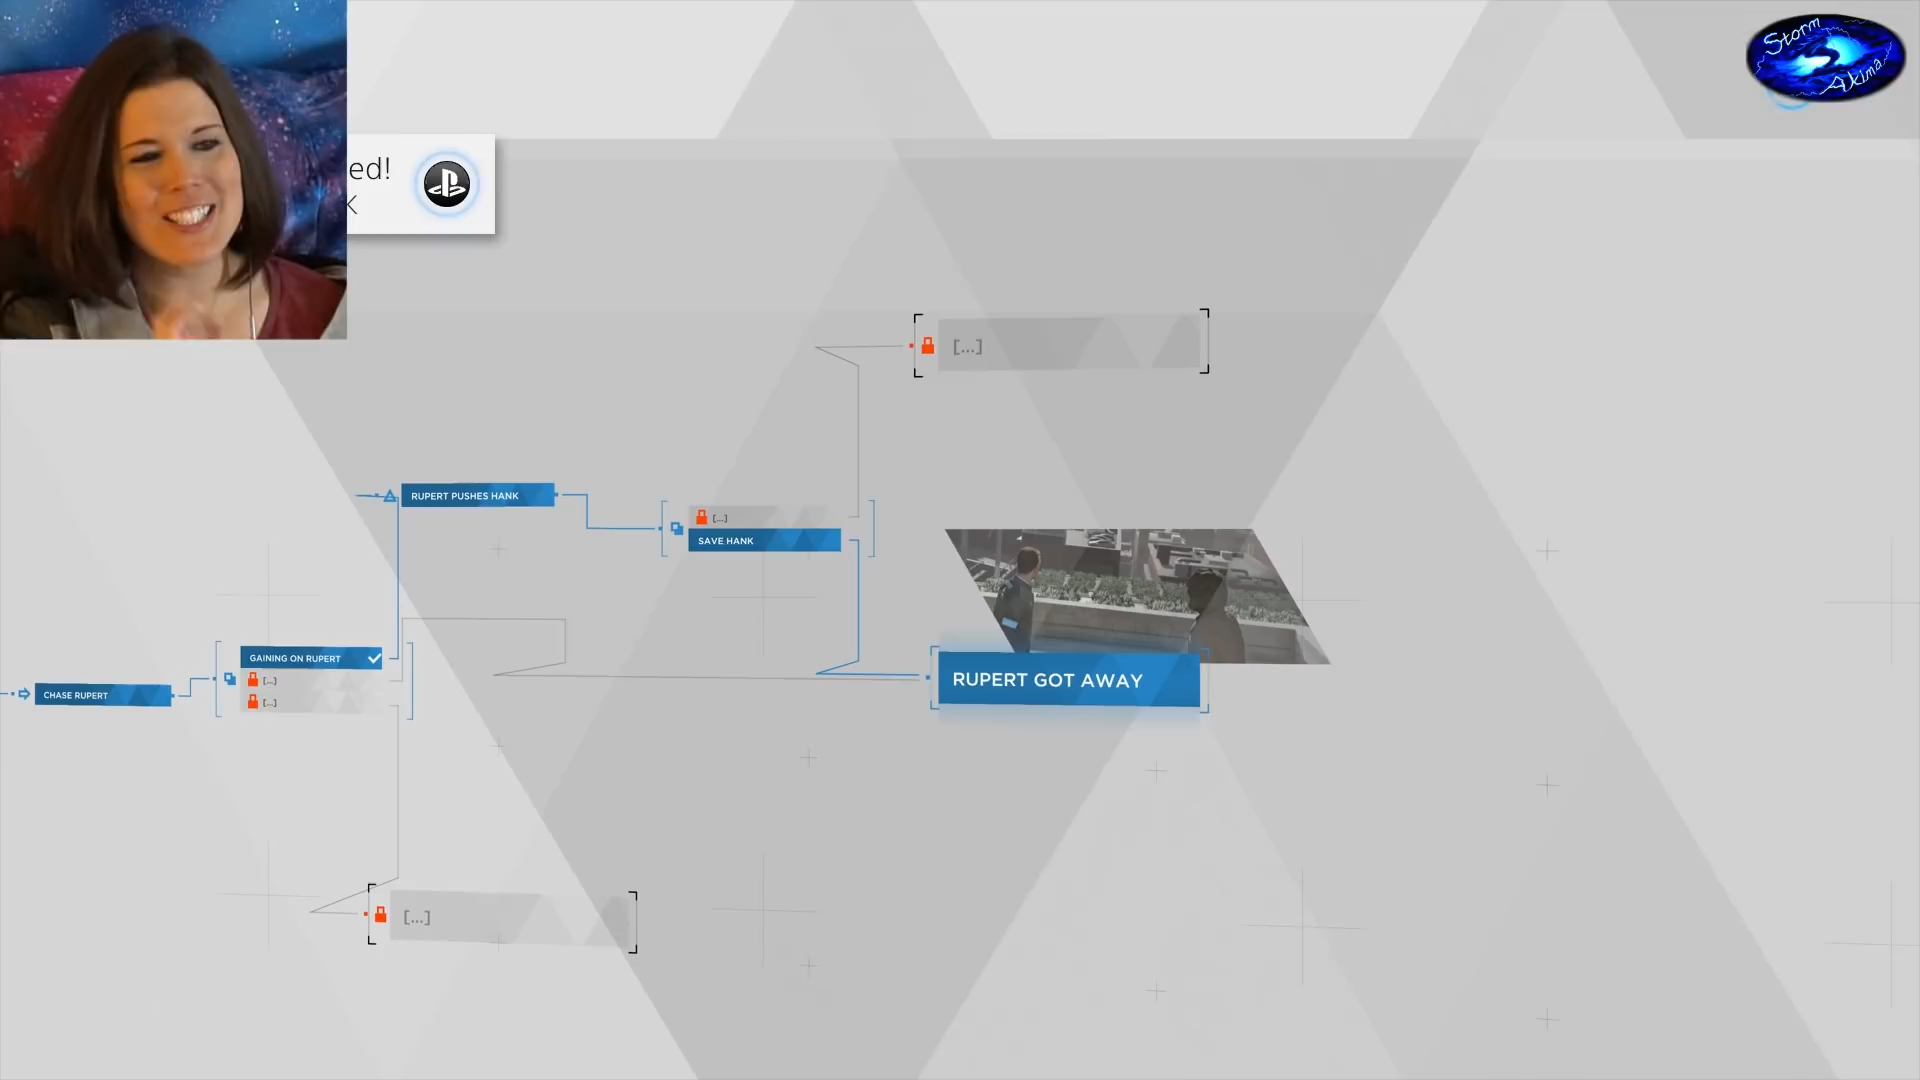 Storm
Akima
ed!
K
[...]
RUPERT PUSHES HANK
[...]
SAVE HANK
GAINING ON RUPERT
[...]
[...]
CHASE RUPERT
RUPERT GOT AWAY
[...]